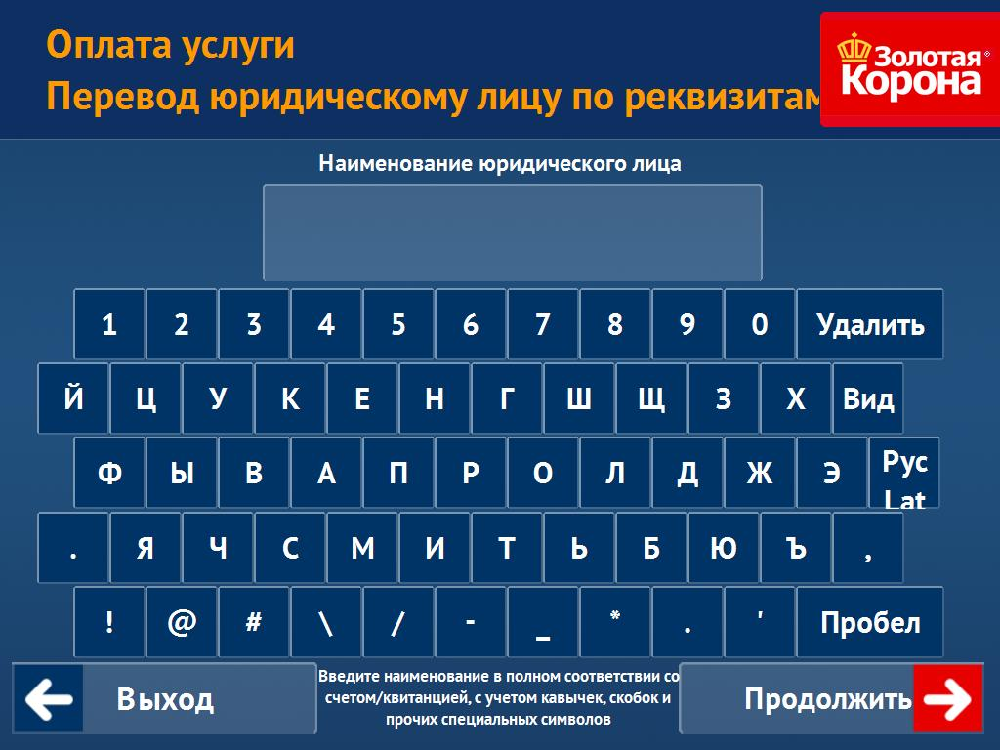 Оплата услуги
Перевод юридическому лицу по реквизитам
Золотая
Корона
Наименование юридического лица
1 2 3 4 5 6 7 8 9 0 Удалить
Й Ц У К Е Н Г Ш Щ З Х Вид
Ф Ы В А П Р О Л Д Ж Э Рус
Lat
. Я Ч С М И Т Ь Б Ю Ъ ,
! @ # \ / - _ * . ' Пробел
Выход
Введите наименование в полном соответствии со
счетом/квитанцией, с учетом кавычек, скобок и
прочих специальных символов
Продолжить